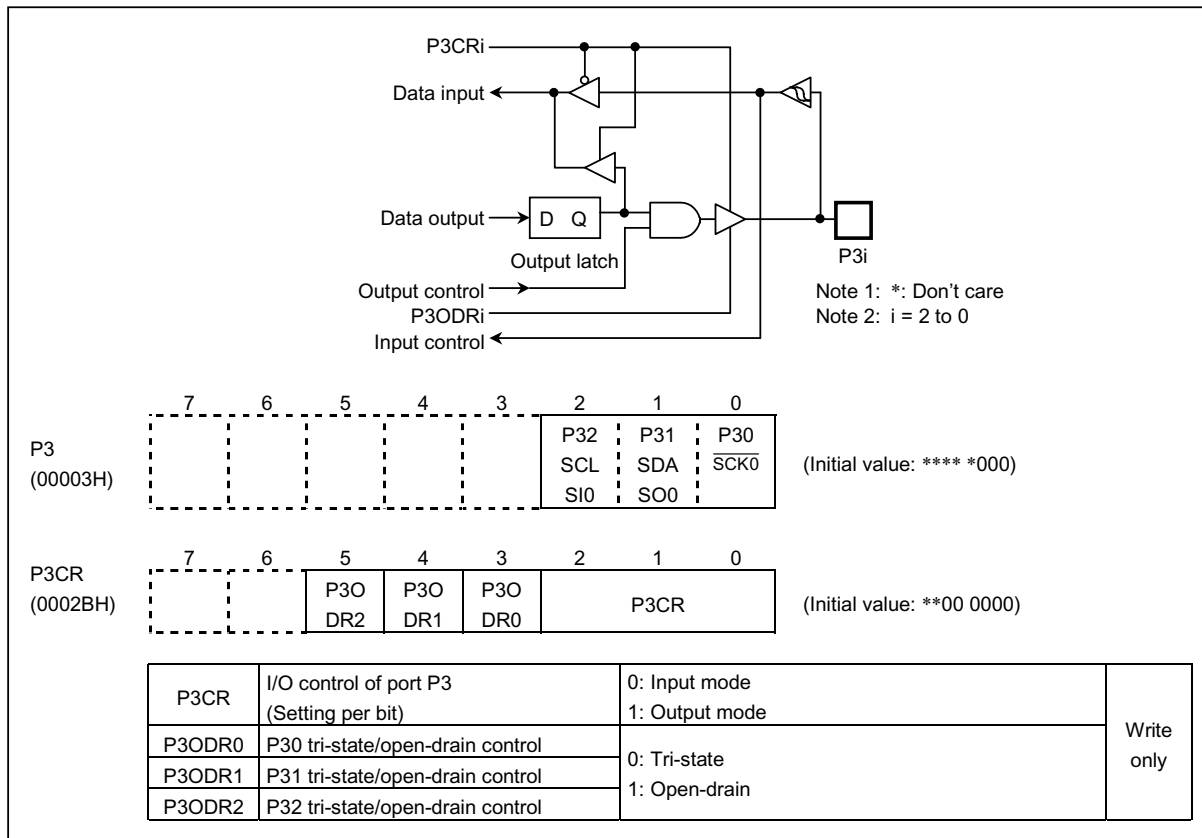 P3CRi
Data input
Data output
D Q
Output latch
P3i
Output control
P3ODRi
Input control
Note 1: *: Don't care
Note 2: i = 2 to 0
7 6 5 4 3 2 1 0
P3
(00003H)
P32 P31 P30
SCL SDA SCK0
SI0 SO0
(Initial value: **** *000)
7 6 5 4 3 2 1 0
P3CR
(0002BH)
P3O P3O P3O
DR2 DR1 DR0
P3CR
(Initial value: **00 0000)
P3CR
I/O control of port P3
(Setting per bit)
0: Input mode
1: Output mode
P3ODR0 P30 tri-state/open-drain control
P3ODR1 P31 tri-state/open-drain control
P3ODR2 P32 tri-state/open-drain control
0: Tri-state
1: Open-drain
Write
only